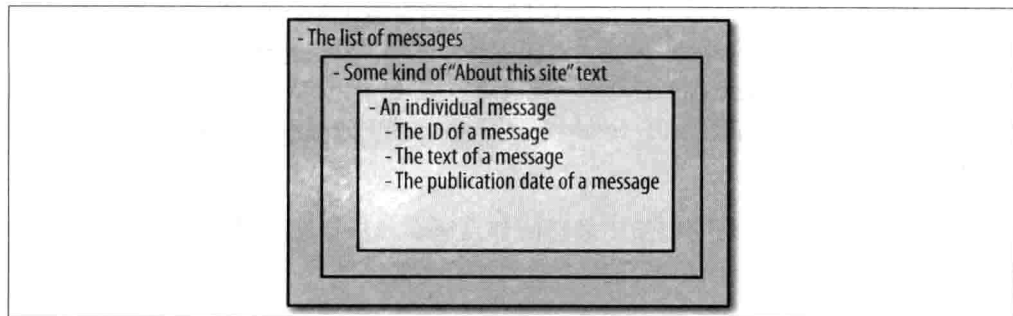 - The list of messages
- Some kind of "About this site" text
- An individual message
- The ID of a message
- The text of a message
- The publication date of a message